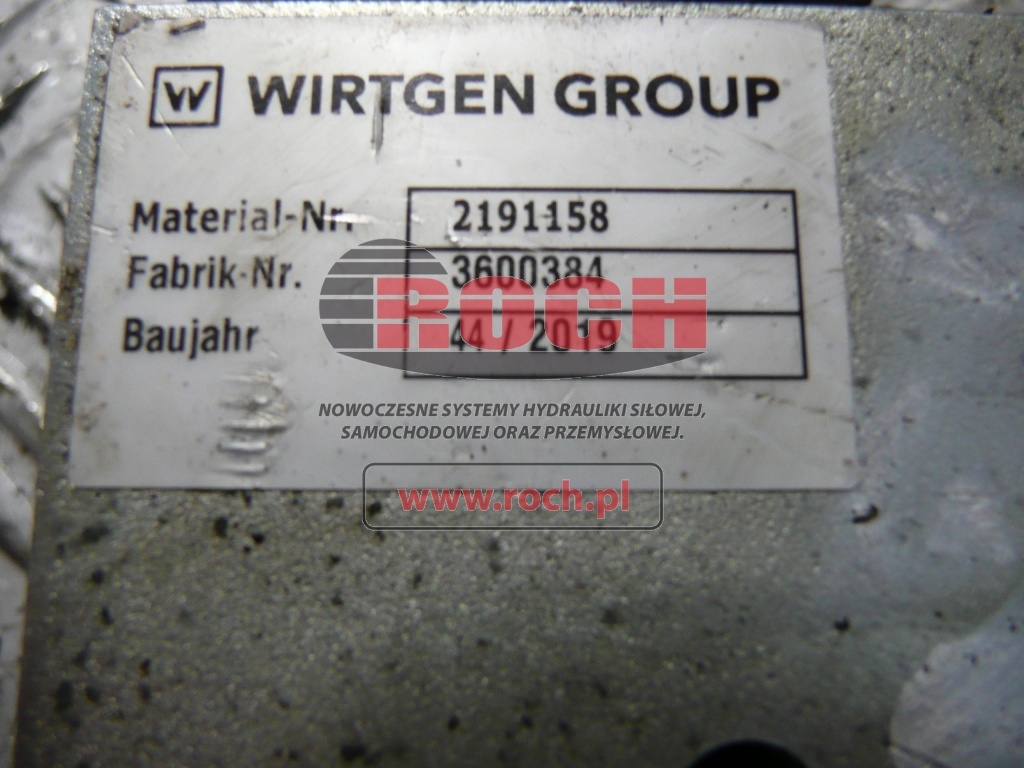 W WIRTGEN GROUP
Material-Nr. 2191158
Fabrik-Nr. 3600384
Baujahr 44 / 2019
ROCH
NOWOCZESNE SYSTEMY HYDRAULIKI SIŁOWEJ,
SAMOCHODOWEJ ORAZ PRZEMYSŁOWEJ.
www.roch.pl